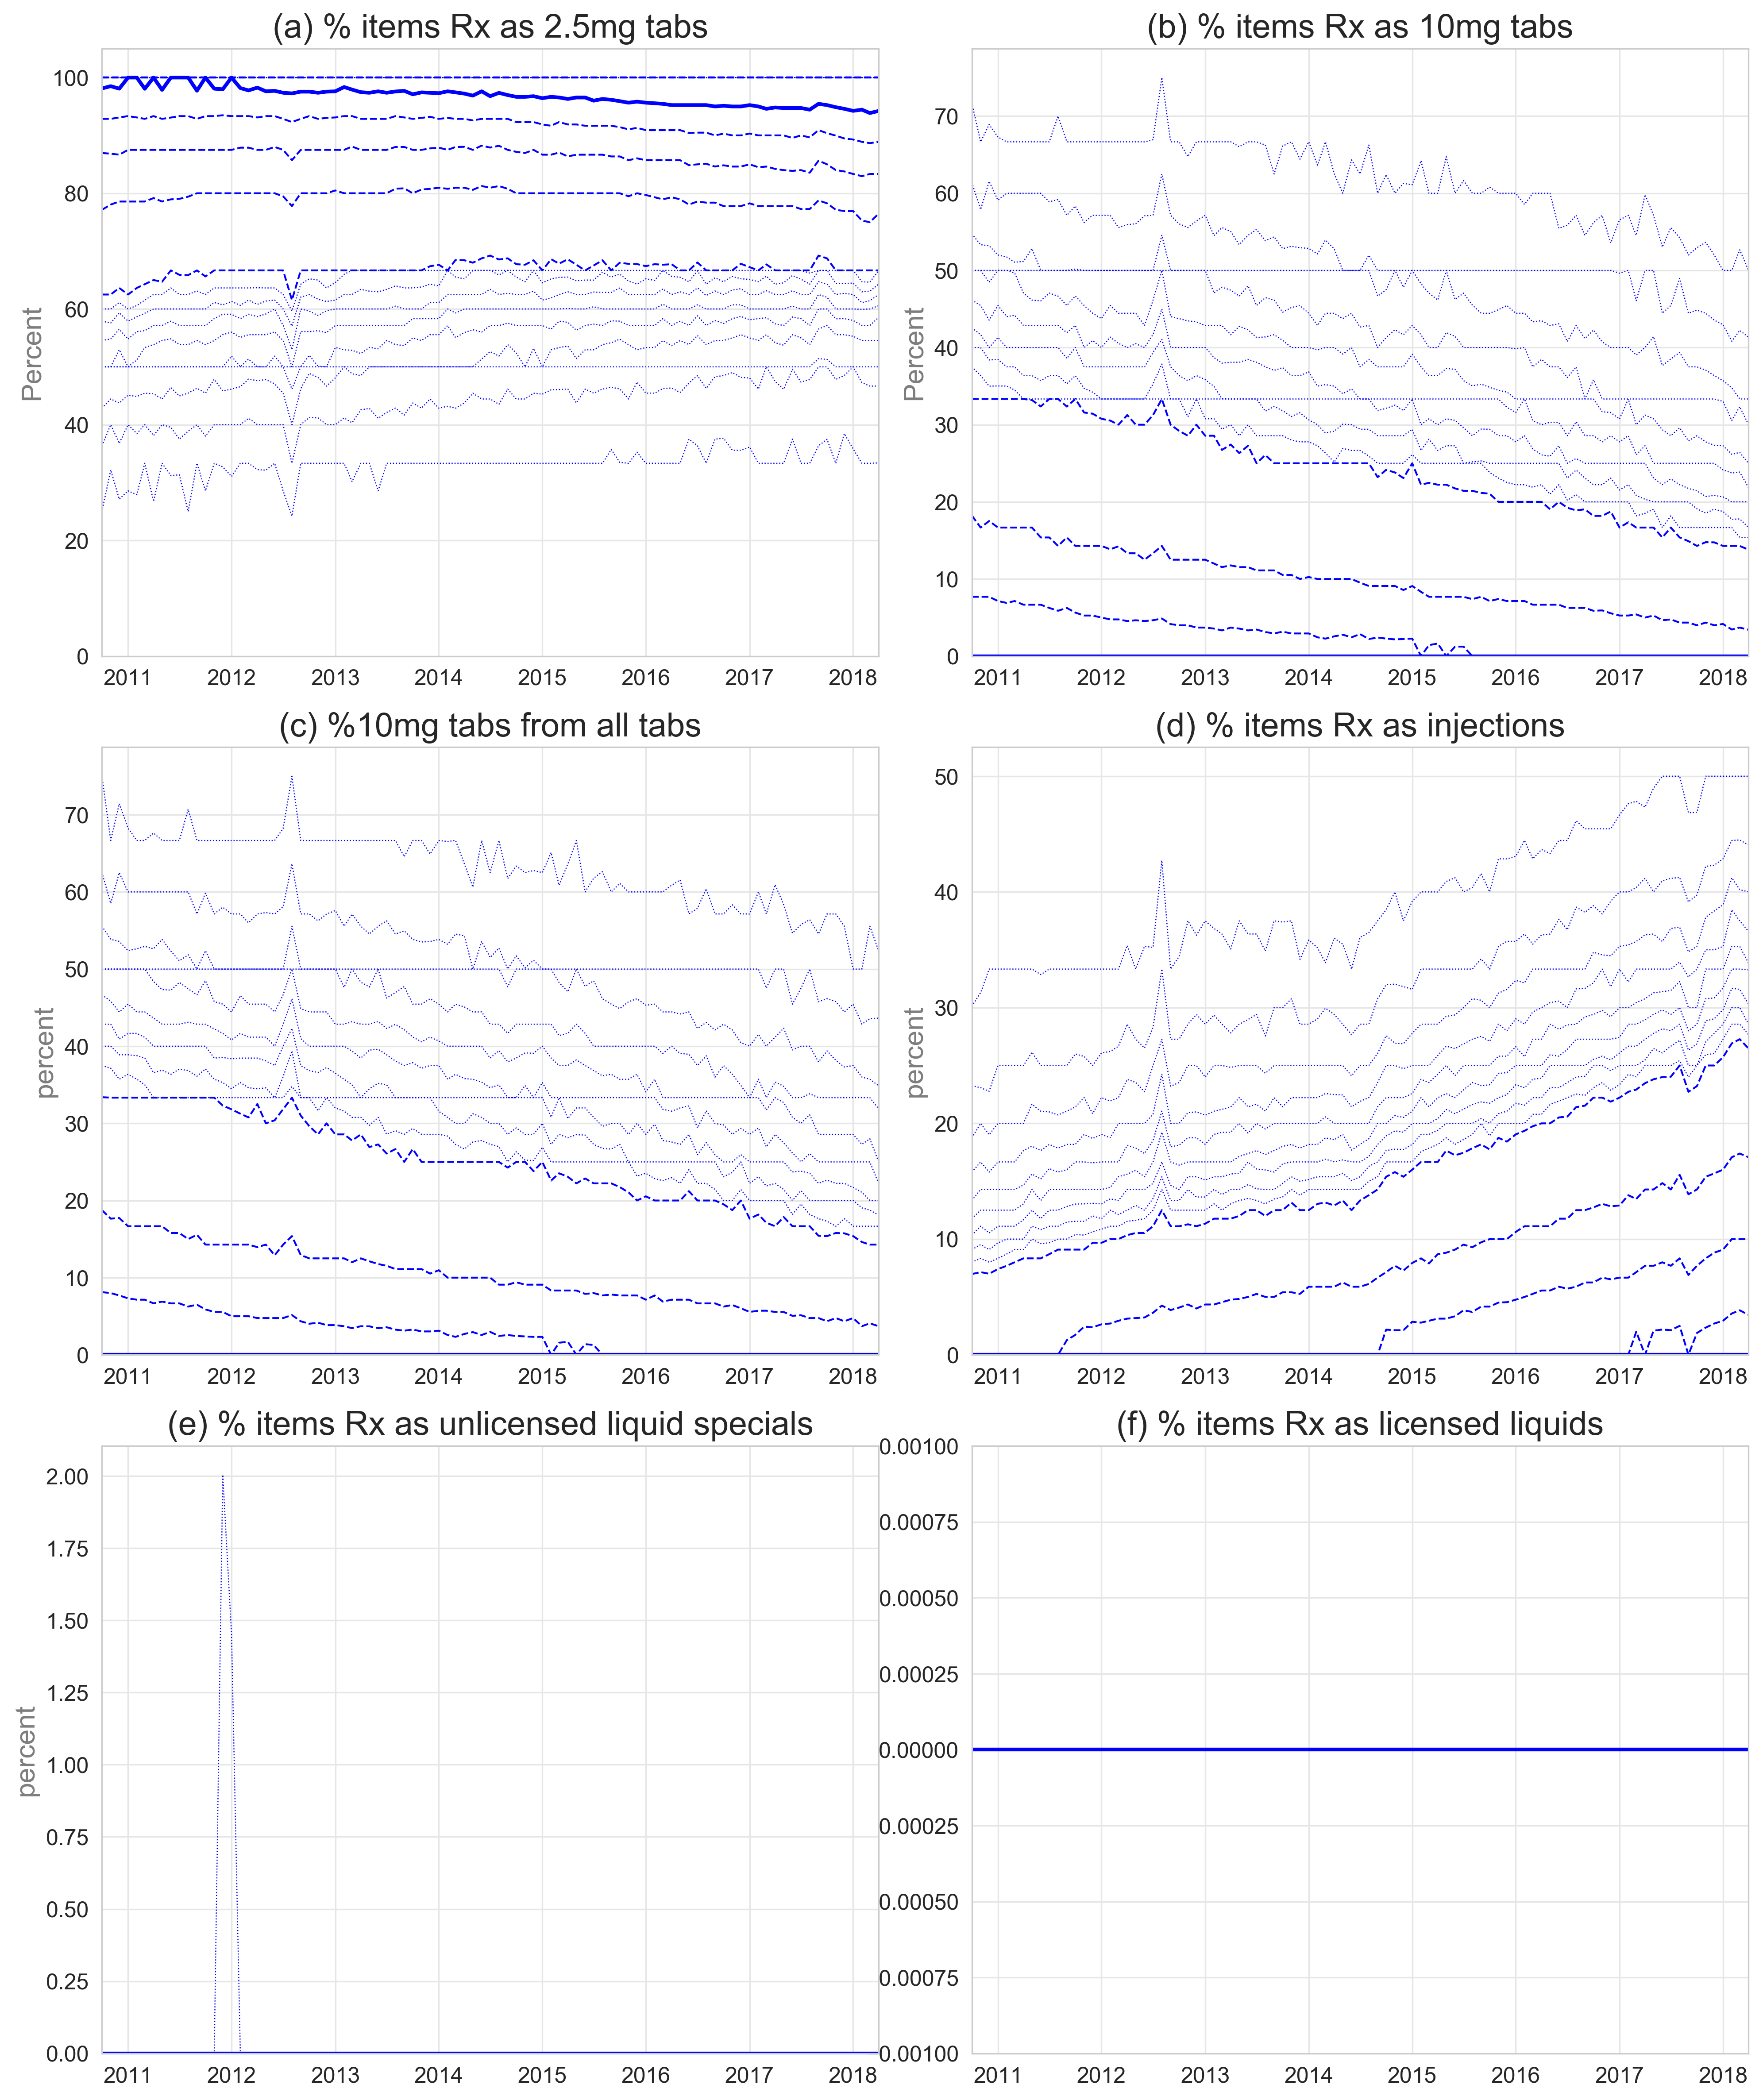 (a) % items Rx as 2.5mg tabs
(b) % items Rx as 10mg tabs
Percent
100
80
60
40
20
0
2011 2012 2013 2014 2015 2016 2017 2018
Percent
70
60
50
40
30
20
10
0
2011 2012 2013 2014 2015 2016 2017 2018
(c) %10mg tabs from all tabs
(d) % items Rx as injections
percent
70
60
50
40
30
20
10
0
2011 2012 2013 2014 2015 2016 2017 2018
percent
50
40
30
20
10
0
2011 2012 2013 2014 2015 2016 2017 2018
(e) % items Rx as unlicensed liquid specials
(f) % items Rx as licensed liquids
percent
2.00
1.75
1.50
1.25
1.00
0.75
0.50
0.25
0.00
2011 2012 2013 2014 2015 2016 2017 2018
0.00100
0.00075
0.00050
0.00025
0.00000
0.00025
0.00050
0.00075
0.00100
2011 2012 2013 2014 2015 2016 2017 2018